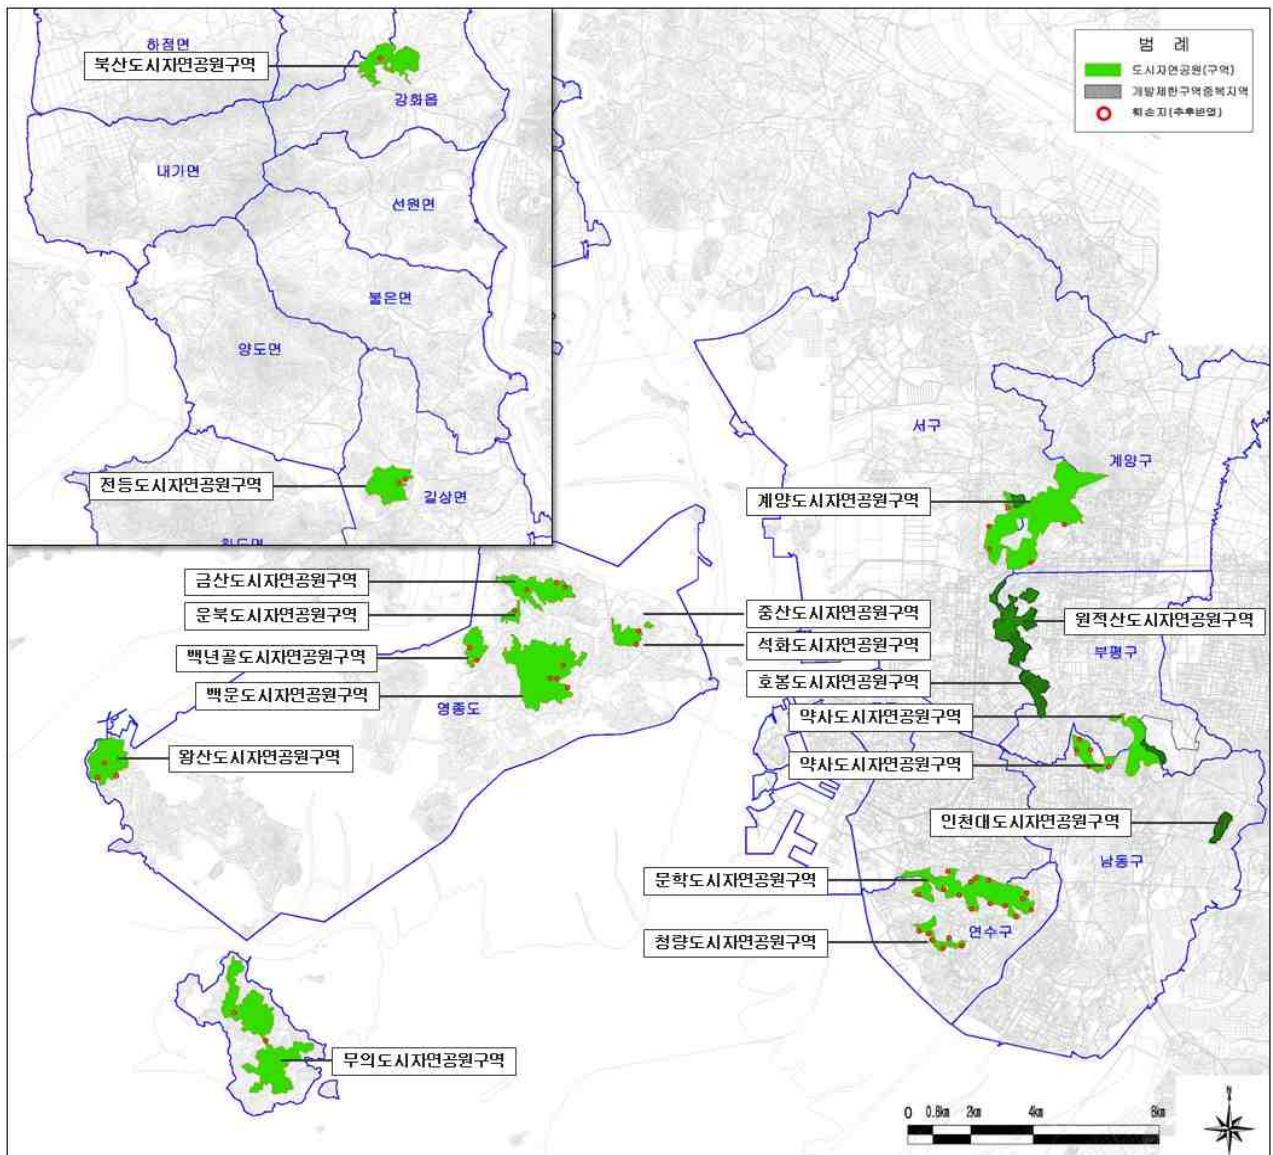 하점면
북산도시자연공원구역
강화읍
내가면
선원면
불은면
양도면
전등도시자연공원구역
길상면
범 례
도시자연공원(구역)
개발제한구역중복지역
훼손지(추후반영)
서구
계양구
계양도시자연공원구역
금산도시자연공원구역
운북도시자연공원구역
백년골도시자연공원구역
백운도시자연공원구역
영종도
왕산도시자연공원구역
중산도시자연공원구역
석화도시자연공원구역
원적산도시자연공원구역
부평구
호봉도시자연공원구역
약사도시자연공원구역
약사도시자연공원구역
인천대도시자연공원구역
남동구
문학도시자연공원구역
연수구
청량도시자연공원구역
무의도시자연공원구역
0 0.8km 2km 4km 8km
N